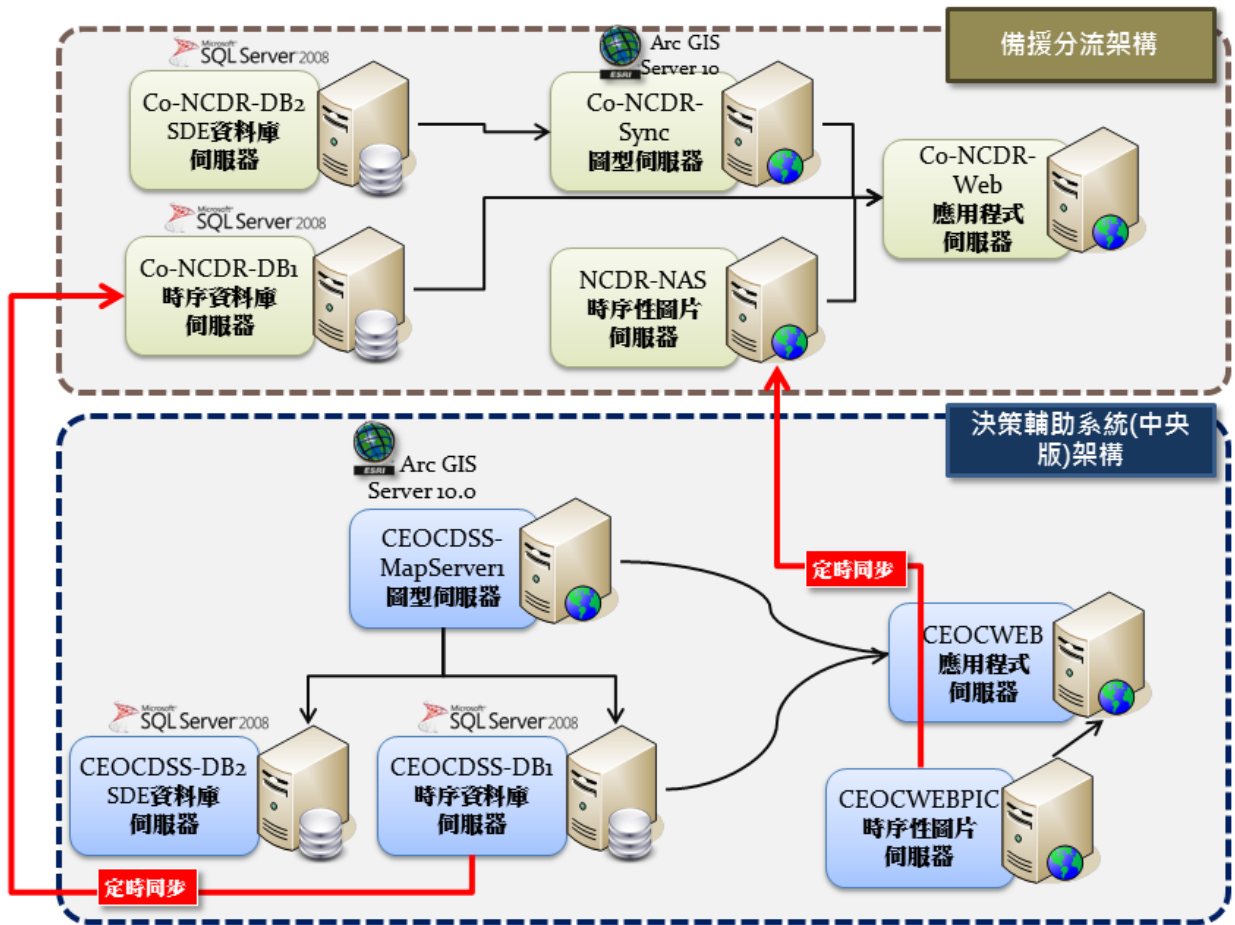 備援分流架構
Microsoft
SQL Server 2008
Co-NCDR-DB2
SDE資料庫
伺服器
ESRI
Arc GIS
Server 10
Co-NCDR-
Sync
圖型伺服器
Co-NCDR-
Web
應用程式
伺服器
Microsoft
SQL Server 2008
Co-NCDR-DB1
時序資料庫
伺服器
NCDR-NAS
時序性圖片
伺服器
決策輔助系統(中央
版)架構
ESRI
Arc GIS
Server 10.0
CEOCDSS-
MapServer1
圖型伺服器
定時同步
CEOCWEB
應用程式
伺服器
Microsoft
SQL Server 2008
CEOCDSS-DB2
SDE資料庫
伺服器
Microsoft
SQL Server 2008
CEOCDSS-DB1
時序資料庫
伺服器
CEOCWEBPIC
時序性圖片
伺服器
定時同步